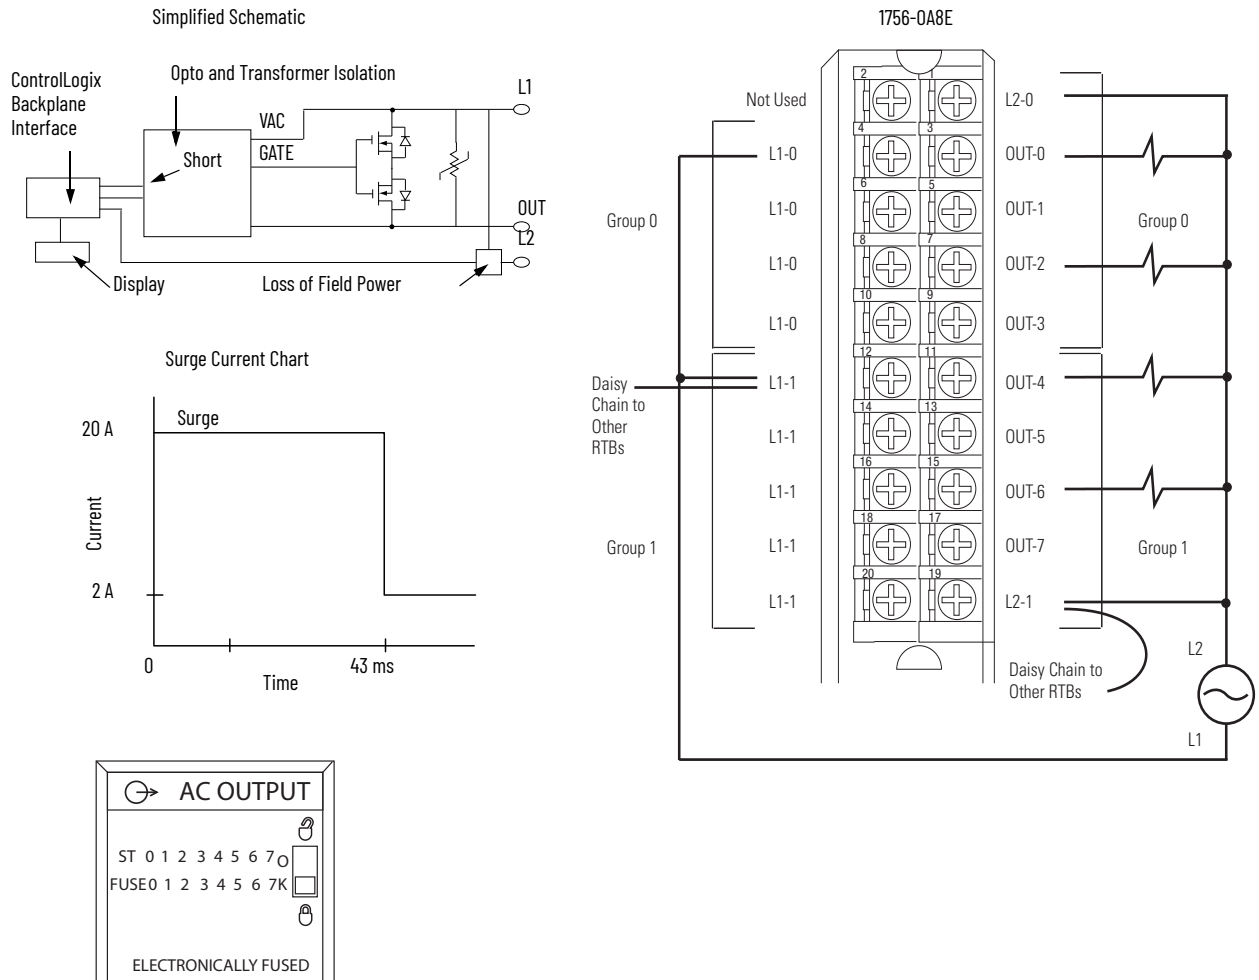 Simplified Schematic
ControlLogix
Backplane
Interface
Opto and Transformer Isolation
L1
VAC
GATE
Short
OUT
L2
Display
Loss of Field Power
Surge Current Chart
20 A
Surge
Current
2 A
0
43 ms
Time
AC OUTPUT
ST 0 1 2 3 4 5 6 7 O
FUSE 0 1 2 3 4 5 6 7 K
ELECTRONICALLY FUSED
1756-OA8E
Not Used
2
1
L2-0
L1-0
4
3
OUT-0
L1-0
6
5
OUT-1
Group 0
Group 0
L1-0
8
7
OUT-2
L1-0
10
9
OUT-3
L1-1
12
11
OUT-4
Daisy
Chain to
Other
RTBs
L1-1
14
13
OUT-5
L1-1
16
15
OUT-6
Group 1
L1-1
18
17
OUT-7
Group 1
L1-1
20
19
L2-1
L2
Daisy Chain to
Other RTBs
L1